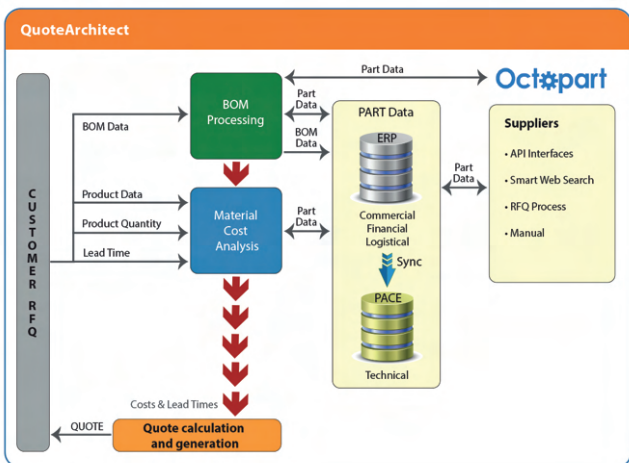 QuoteArchitect
CUSTOMER RFQ
BOM Data
Product Data
Product Quantity
Lead Time
BOM
Processing
Material
Cost
Analysis
Costs & Lead Times
QUOTE
Quote calculation
and generation
Part Data
Part
Data
BOM
Data
Part
Data
PART Data
ERP
Commercial
Financial
Logistical
Sync
PACE
Technical
Part
Data
Octopart
Suppliers
• API Interfaces
• Smart Web Search
• RFQ Process
• Manual